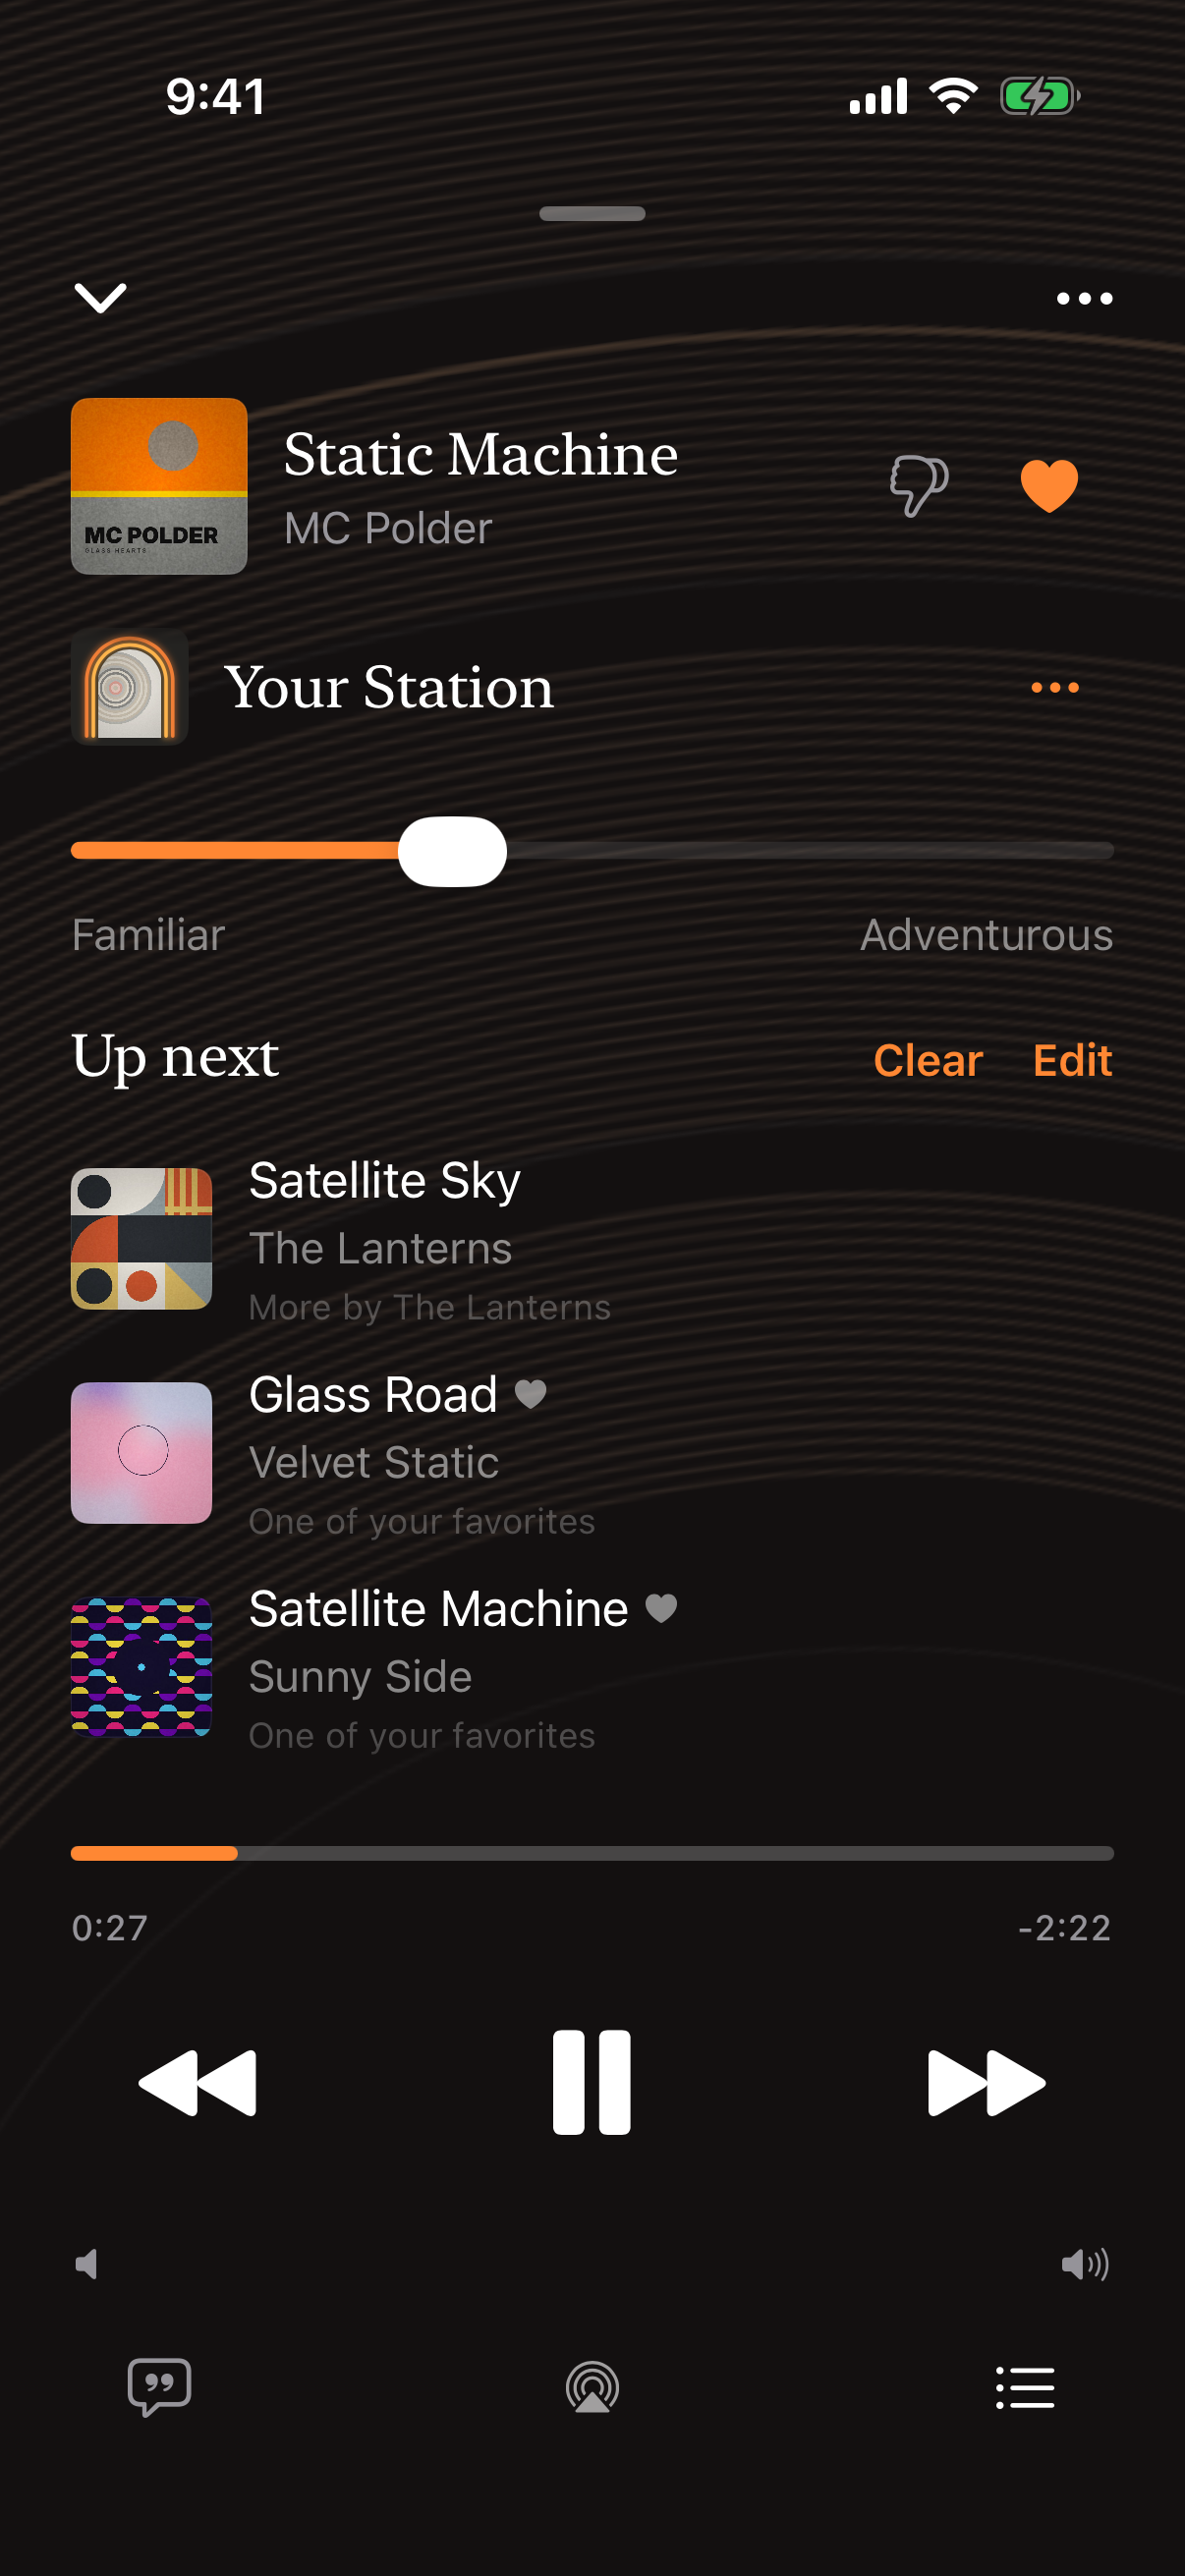 9:41
MC POLDER
GLASS HEARTS
Static Machine
MC Polder
Your Station
Familiar
Adventurous
Up next
Clear
Edit
Satellite Sky
The Lanterns
More by The Lanterns
Glass Road
Velvet Static
One of your favorites
Satellite Machine
Sunny Side
One of your favorites
0:27
-2:22